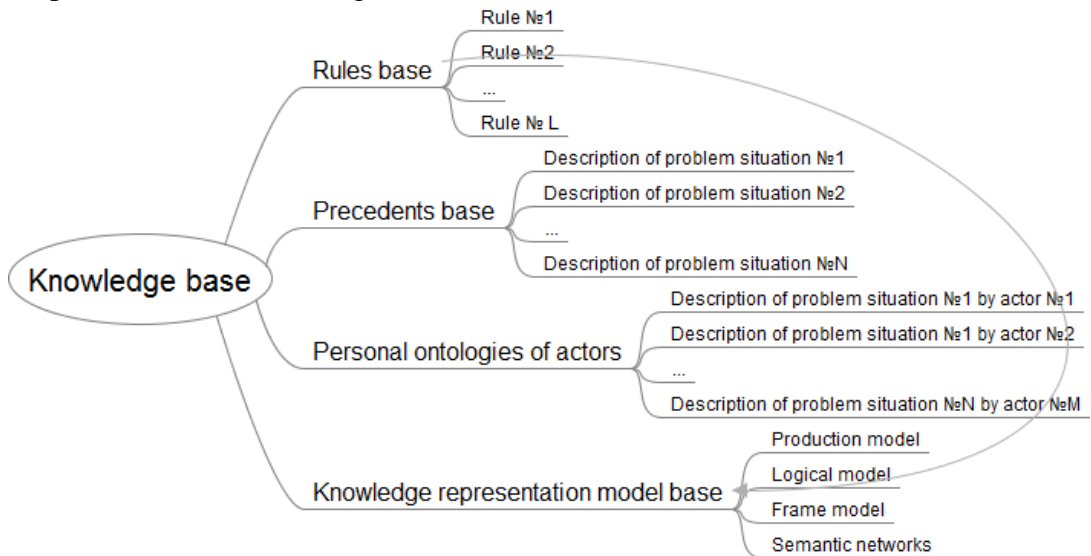 Rule №1
Rule №2
Rules base
...
Rule № L
Description of problem situation №1
Description of problem situation №2
Precedents base
...
Description of problem situation №N
Knowledge base
Description of problem situation №1 by actor №1
Description of problem situation №1 by actor №2
Personal ontologies of actors
...
Description of problem situation №N by actor №M
Production model
Logical model
Knowledge representation model base
Frame model
Semantic networks